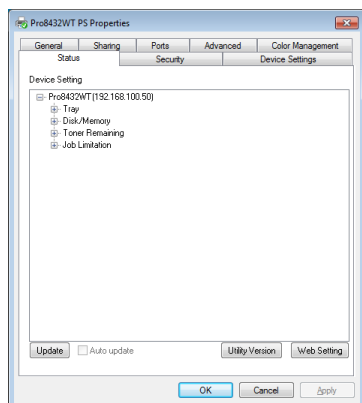 Pro8432WT PS Properties
General Sharing Ports Advanced Color Management
Status Security Device Settings
Device Setting
Pro8432WT(192.168.100.50)
Tray
Disk/Memory
Toner Remaining
Job Limitation
Update Auto update Utility Version Web Setting
OK Cancel Apply